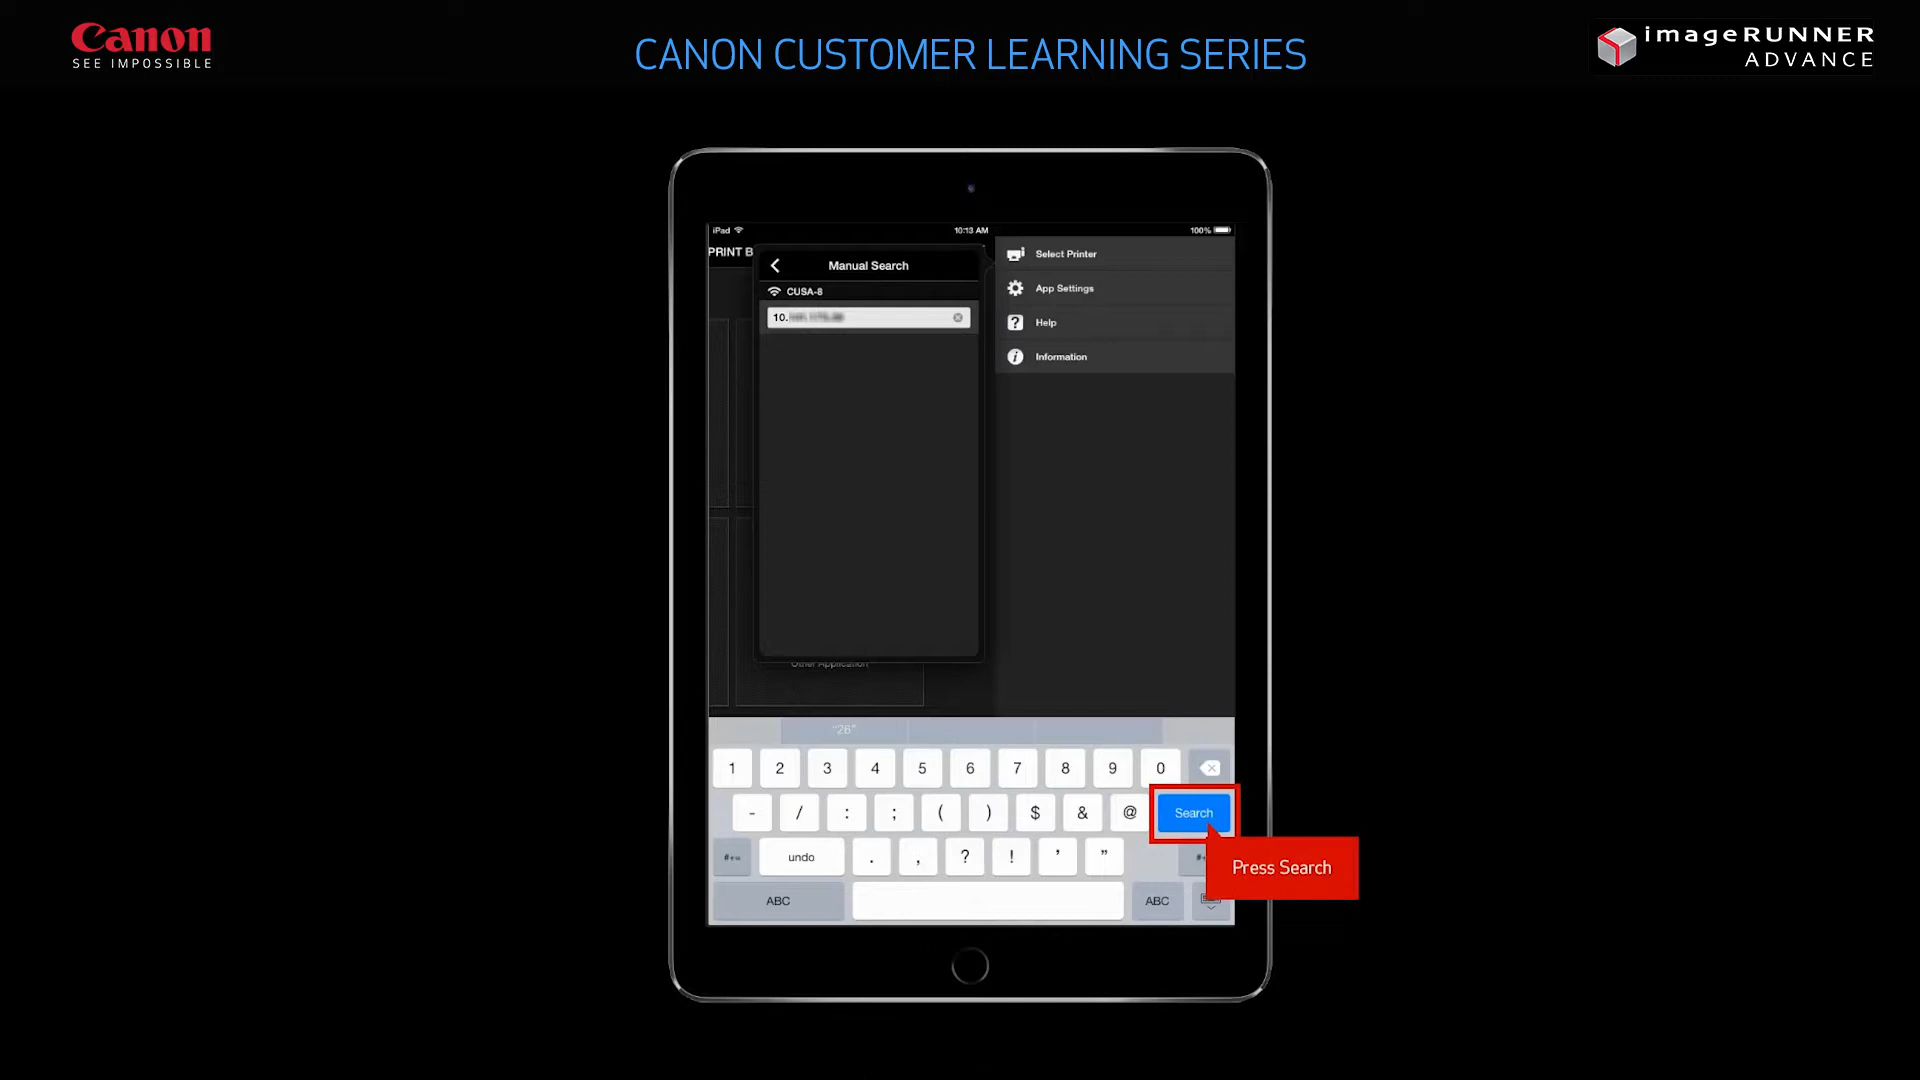 Canon
SEE IMPOSSIBLE
CANON CUSTOMER LEARNING SERIES
imageRUNNER
ADVANCE
iPad
10:13 AM
100%
PRINT B
Manual Search
CUSA-8
10.
Select Printer
App Settings
Help
Information
Other Application
"26"
1 2 3 4 5 6 7 8 9 0
- / : ; ( ) $ & @ Search
#+= undo . , ? ! ' "
Press Search
ABC ABC